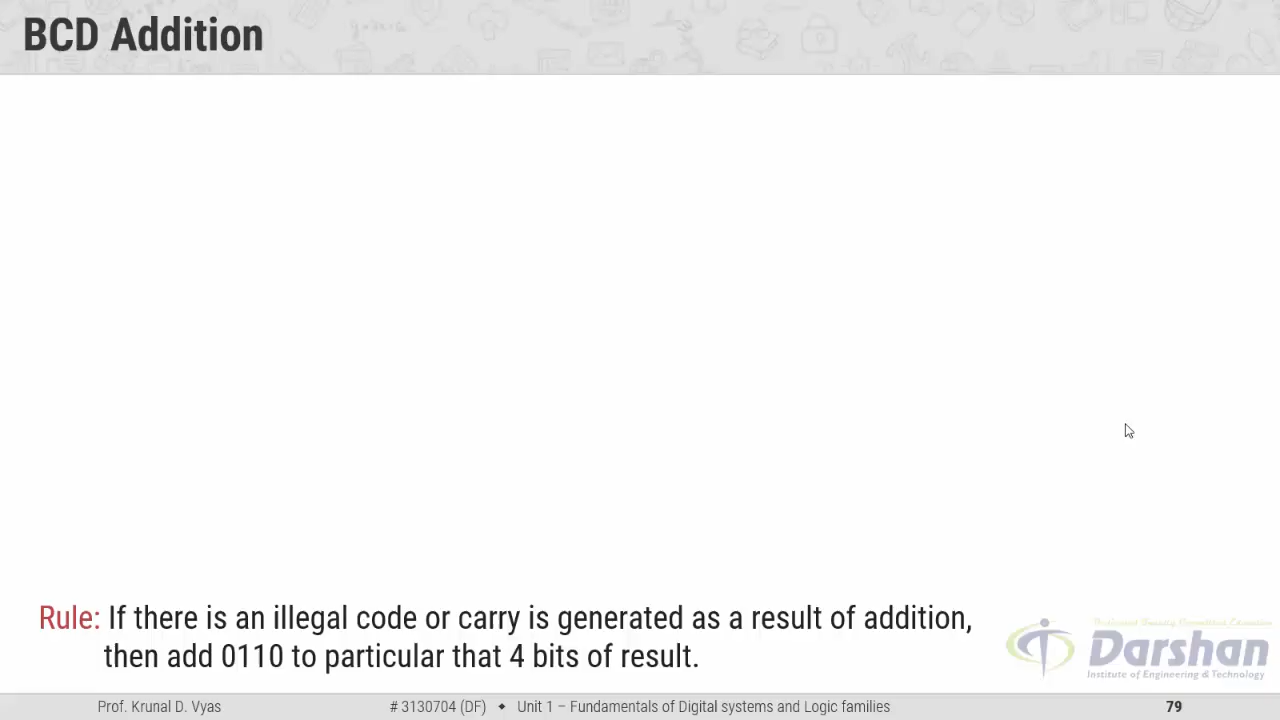 BCD Addition
Rule: If there is an illegal code or carry is generated as a result of addition,
then add 0110 to particular that 4 bits of result.
Darshan
Institute of Engineering & Technology
Prof. Krunal D. Vyas
# 3130704 (DF) ◆ Unit 1 – Fundamentals of Digital systems and Logic families
79